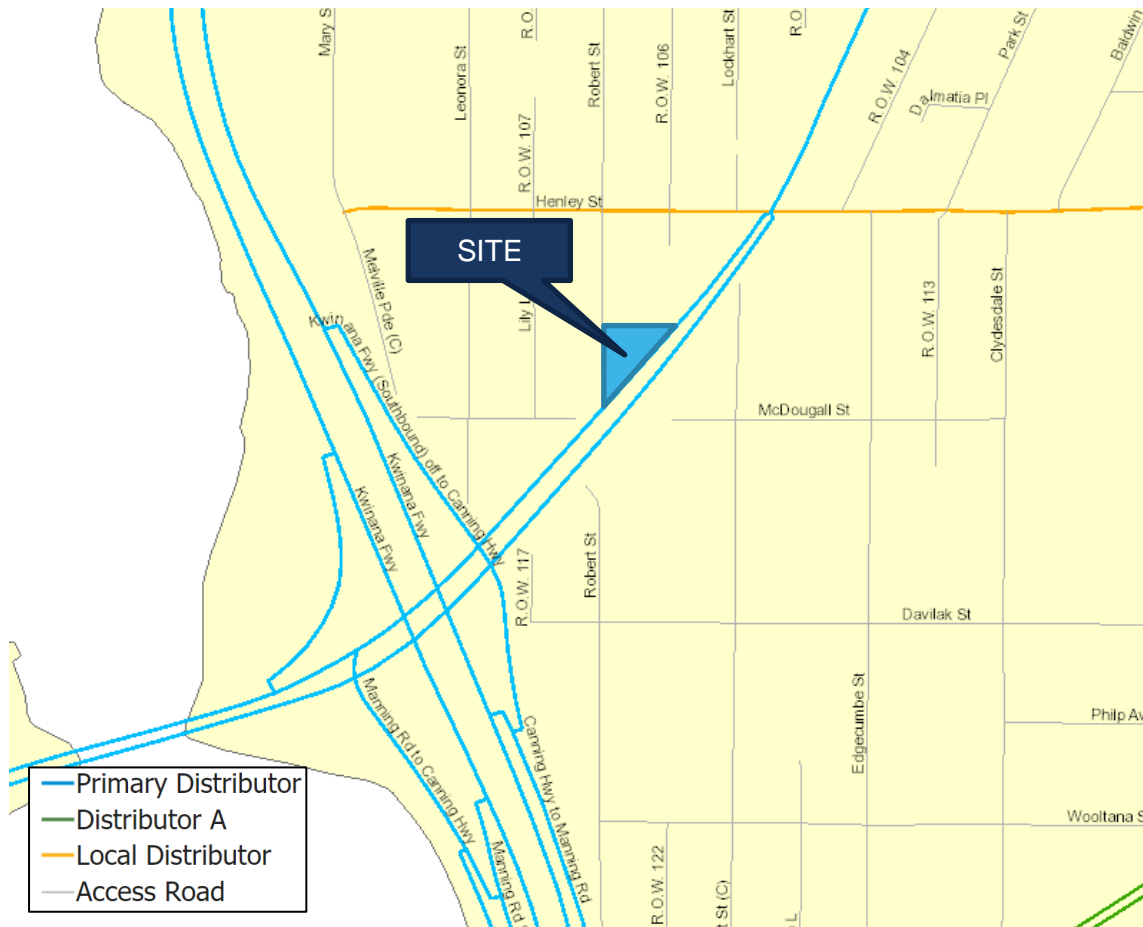 Mary S
Leonora St
R.O.
R.O.W. 107
Robert St
R.O.W. 106
Lockhart St
R.O.
R.O.W. 104
Park St
Baldwin
Dalmatia Pl
Henley St
SITE
Melville Pde (C)
Lily L
R.O.W. 113
Clydesdale St
Kwinana Fwy (Southbound) off to Canning Hwy
McDougall St
Kwinana Fwy
Kwinana Fwy
Robert St
R.O.W. 117
Davilak St
Edgecumbe St
Philp Av
Manning Rd to Canning Hwy
Canning Hwy to Manning Rd
Manning Rd
Wooltana S
R.O.W. 122
t St (C)
L
Primary Distributor
Distributor A
Local Distributor
Access Road